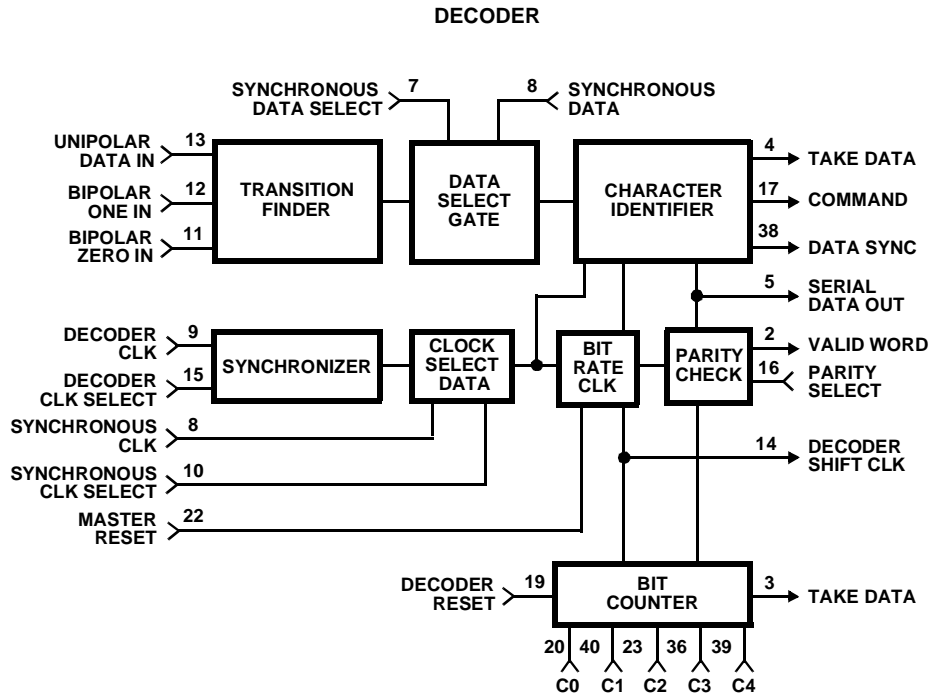 DECODER
SYNCHRONOUS
DATA SELECT
7
8
SYNCHRONOUS
DATA
UNIPOLAR
DATA IN
13
BIPOLAR
ONE IN
12
BIPOLAR
ZERO IN
11
TRANSITION
FINDER
DATA
SELECT
GATE
CHARACTER
IDENTIFIER
4
TAKE DATA
17
COMMAND
38
DATA SYNC
5
SERIAL
DATA OUT
DECODER
CLK
9
DECODER
CLK SELECT
15
SYNCHRONIZER
CLOCK
SELECT
DATA
BIT
RATE
CLK
PARITY
CHECK
2
VALID WORD
16
PARITY
SELECT
SYNCHRONOUS
CLK
8
SYNCHRONOUS
CLK SELECT
10
14
DECODER
SHIFT CLK
MASTER
RESET
22
DECODER
RESET
19
BIT
COUNTER
3
TAKE DATA
20 40 23 36 39
C0 C1 C2 C3 C4